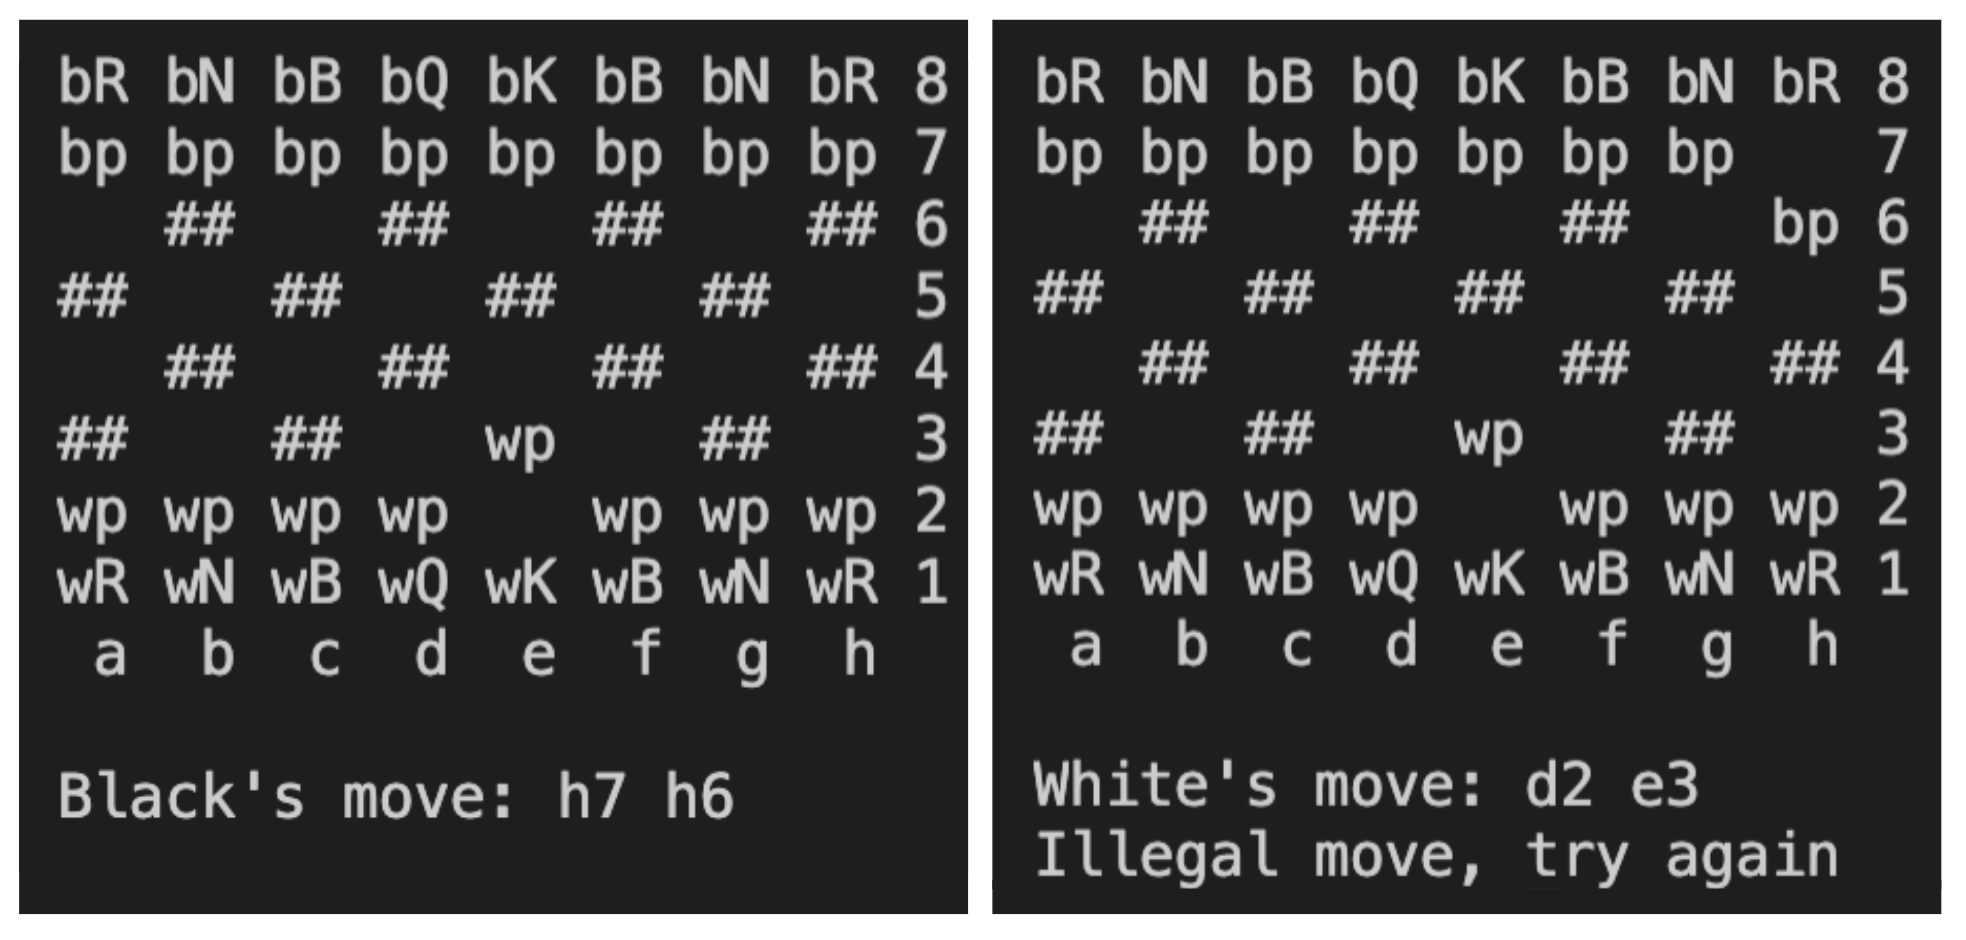 bR bN bB bQ bK bB bN bR 8
bp bp bp bp bp bp bp bp 7
   ##    ##    ##    ## 6
##    ##    ##    ##    5
   ##    ##    ##    ## 4
##    ##    wp    ##    3
wp wp wp wp    wp wp wp 2
wR wN wB wQ wK wB wN wR 1
 a  b  c  d  e  f  g  h
Black's move: h7 h6
bR bN bB bQ bK bB bN bR 8
bp bp bp bp bp bp bp    7
   ##    ##    ##    bp 6
##    ##    ##    ##    5
   ##    ##    ##    ## 4
##    ##    wp    ##    3
wp wp wp wp    wp wp wp 2
wR wN wB wQ wK wB wN wR 1
 a  b  c  d  e  f  g  h
White's move: d2 e3
Illegal move, try again